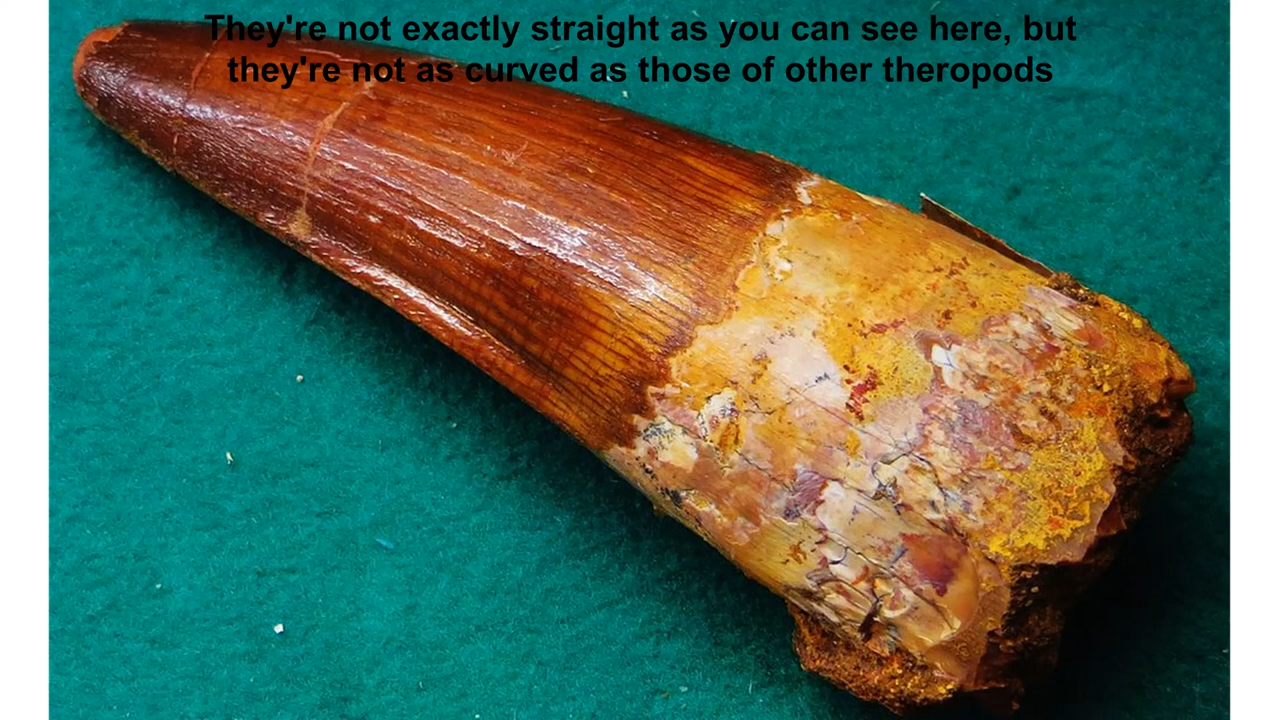 They're not exactly straight as you can see here, but
they're not as curved as those of other theropods